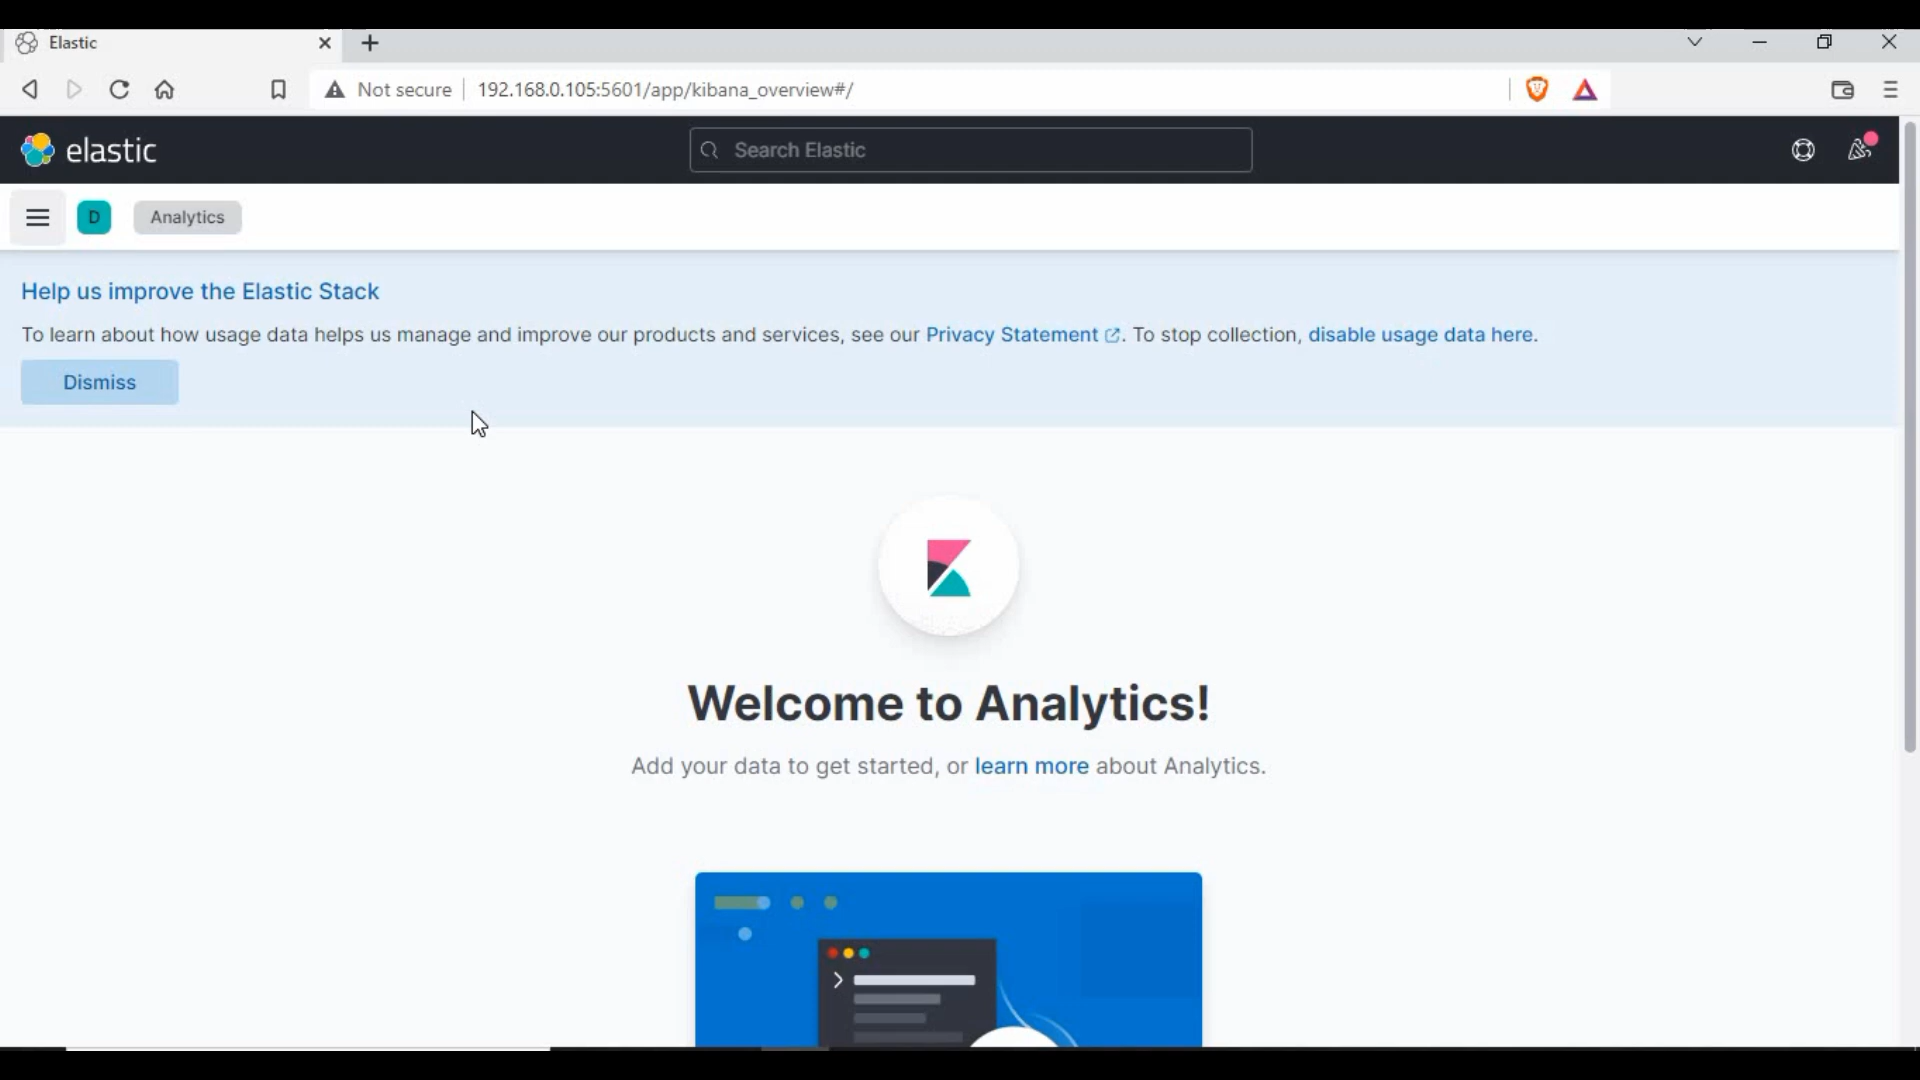 Elastic
Not secure 192.168.0.105:5601/app/kibana_overview#/
elastic
Search Elastic
D
Analytics
Help us improve the Elastic Stack
To learn about how usage data helps us manage and improve our products and services, see our Privacy Statement. To stop collection, disable usage data here.
Dismiss
Welcome to Analytics!
Add your data to get started, or learn more about Analytics.